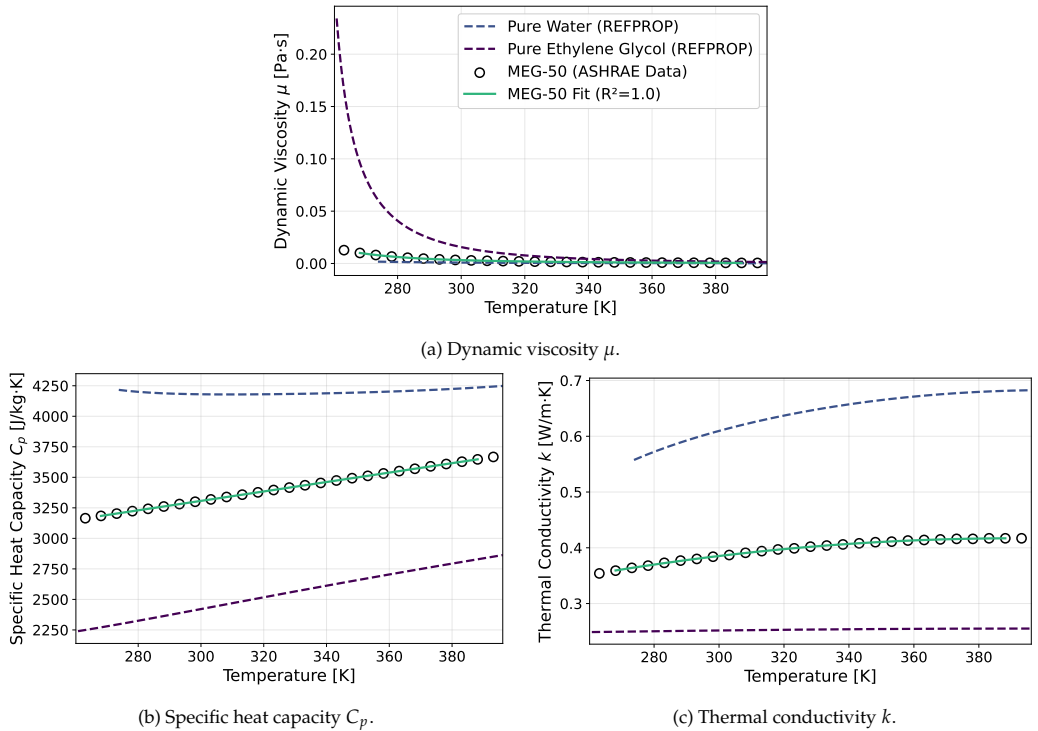 0.20
0.15
0.10
0.05
0.00
Dynamic Viscosity μ [Pa·s]
Pure Water (REFPROP)
Pure Ethylene Glycol (REFPROP)
MEG-50 (ASHRAE Data)
MEG-50 Fit (R²=1.0)
280 300 320 340 360 380
Temperature [K]
(a) Dynamic viscosity μ.
4250
4000
3750
3500
3250
3000
2750
2500
2250
Specific Heat Capacity Cp [J/kg·K]
280 300 320 340 360 380
Temperature [K]
(b) Specific heat capacity Cp.
0.7
0.6
0.5
0.4
0.3
Thermal Conductivity k [W/m·K]
280 300 320 340 360 380
Temperature [K]
(c) Thermal conductivity k.